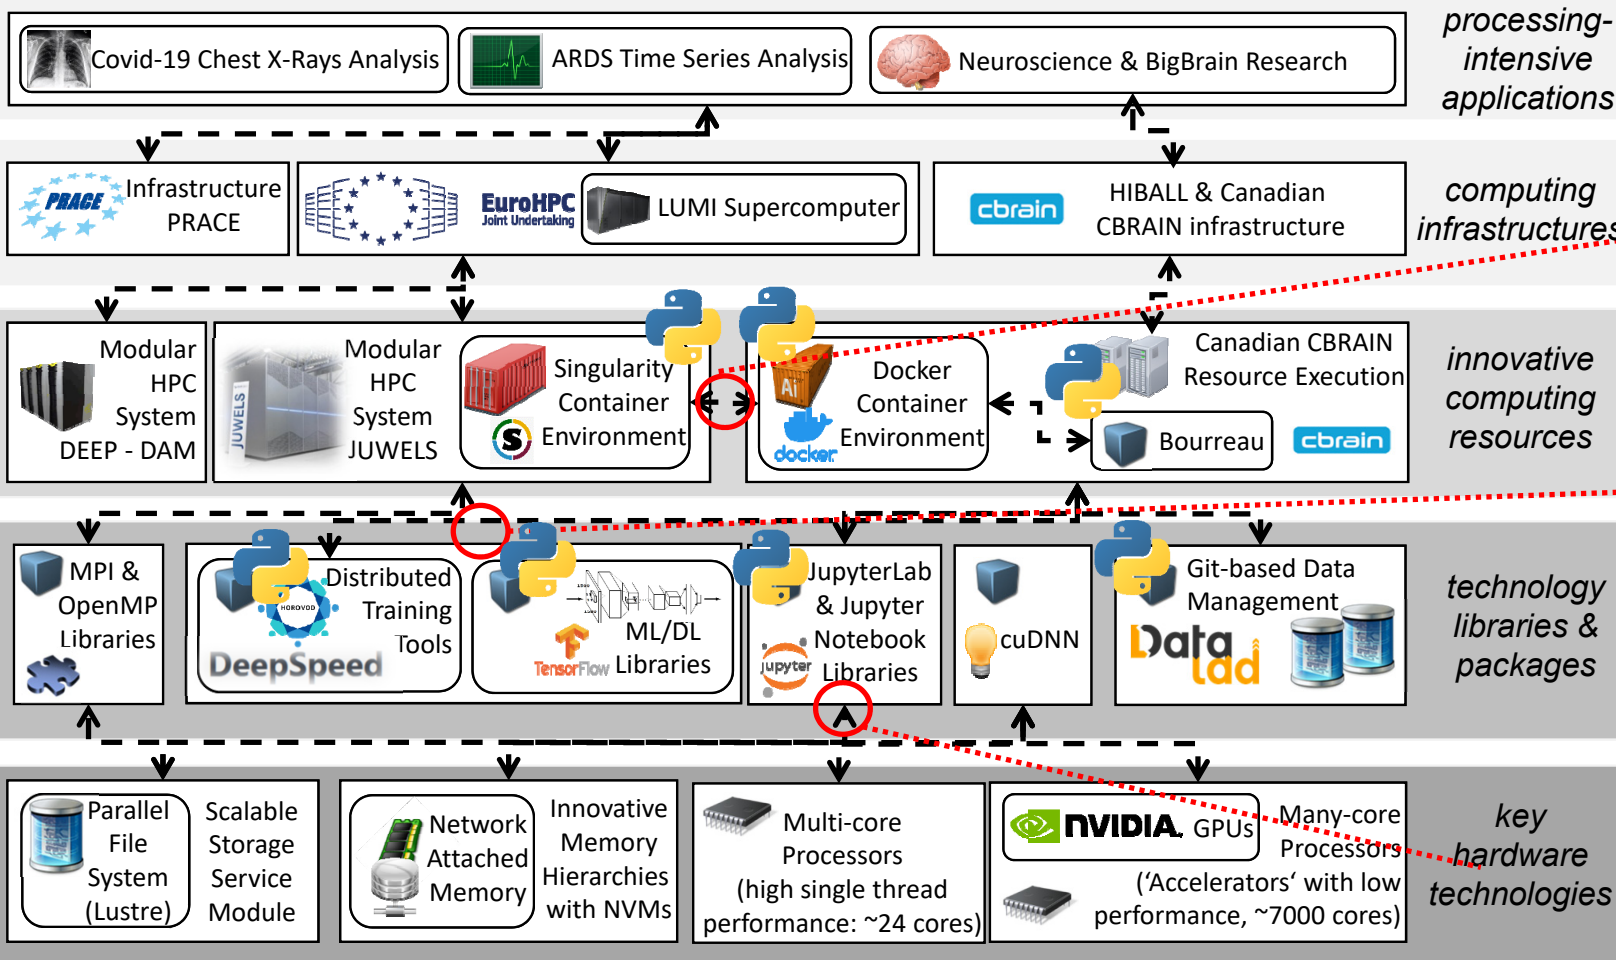 Covid-19 Chest X-Rays Analysis
ARDS Time Series Analysis
Neuroscience & BigBrain Research
processing-
intensive
applications
PRACE
Infrastructure
PRACE
EuroHPC
Joint Undertaking
LUMI Supercomputer
cbrain
HIBALL & Canadian
CBRAIN infrastructure
computing
infrastructures
Modular
HPC
System
DEEP - DAM
JUWELS
Modular
HPC
System
JUWELS
Singularity
Container
Environment
S
Ai
docker
Docker
Container
Environment
Canadian CBRAIN
Resource Execution
Bourreau
cbrain
innovative
computing
resources
MPI &
OpenMP
Libraries
HOROVOD
Distributed
Training
Tools
DeepSpeed
TensorFlow
ML/DL
Libraries
jupyter
JupyterLab
& Jupyter
Notebook
Libraries
cuDNN
Git-based Data
Management
Data
Lad
technology
libraries &
packages
Parallel
File
System
(Lustre)
Scalable
Storage
Service
Module
Network
Attached
Memory
Innovative
Memory
Hierarchies
with NVMs
Multi-core
Processors
(high single thread
performance: ~24 cores)
NVIDIA.
GPUs
Many-core
Processors
(‘Accelerators‘ with low
performance, ~7000 cores)
key
hardware
technologies